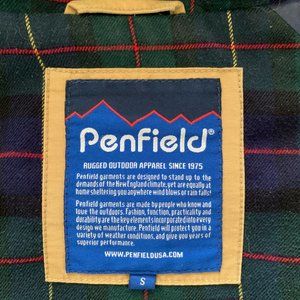 Penfield®
RUGGED OUTDOOR APPAREL SINCE 1975
Penfield garments are designed to stand up to the
demands of the New England climate, yet are equally at
home sheltering you anywhere wind blows or rain falls!
Penfield garments are made by people who know and
love the outdoors. Fashion, function, practicality and
durability are the key elements incorporated into every
design we manufacture. Penfield is right in a variety of
weather conditions, and give you years of
superior performance.
WWW.PENFIELDUSA.COM
S